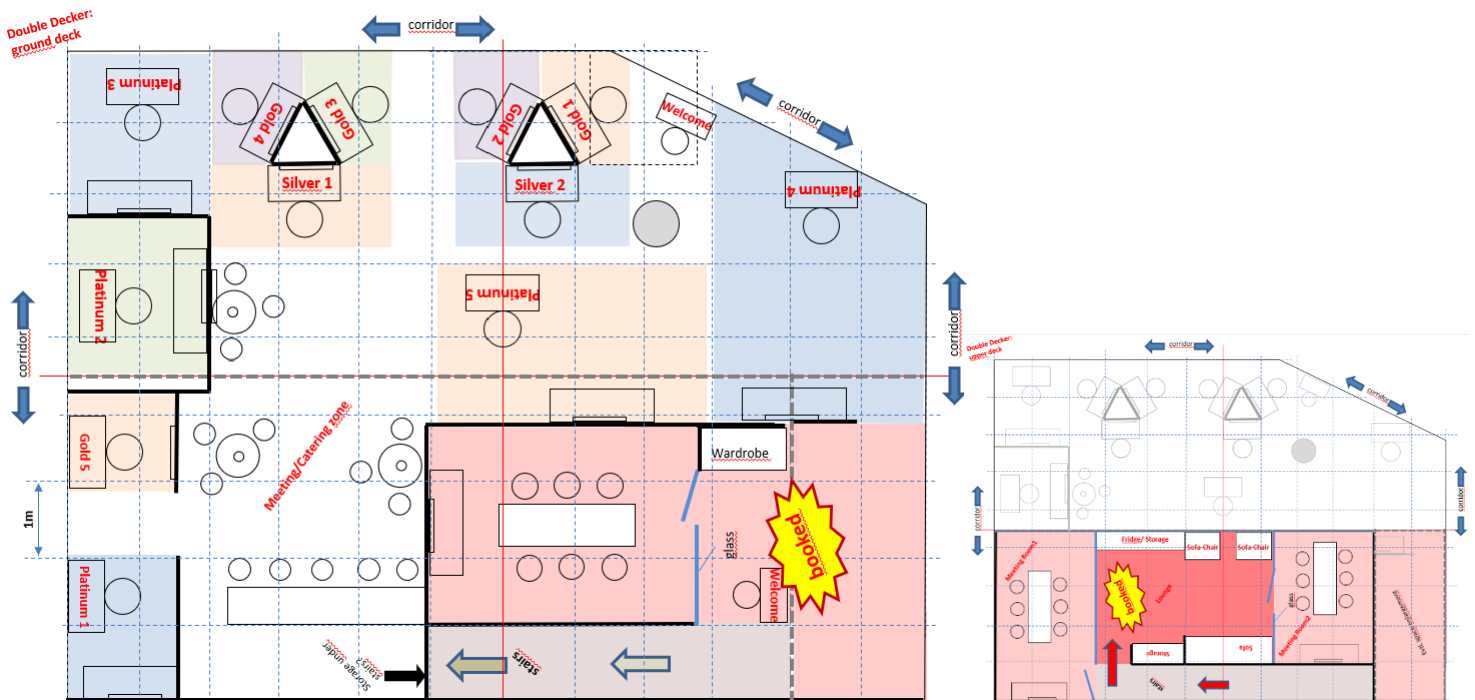 Double Decker:
ground deck
corridor
corridor
Platinum 3
Gold 4
Gold 3
Gold 2
Gold 1
Welcome
Silver 1
Silver 2
Platinum 4
Platinum 2
Platinum 5
corridor
corridor
Meeting/Catering zone
Gold 5
Wardrobe
1m
glass
booked
Platinum 1
Welcome
Storage under
stairs?
stairs
Double Decker:
upper deck
corridor
corridor
corridor
corridor
Meeting Room1
Fridge/ Storage
Sofa-Chair
Sofa-Chair
booked
Lounge
glass
Meeting Room2
Storage
Sofa
stairs